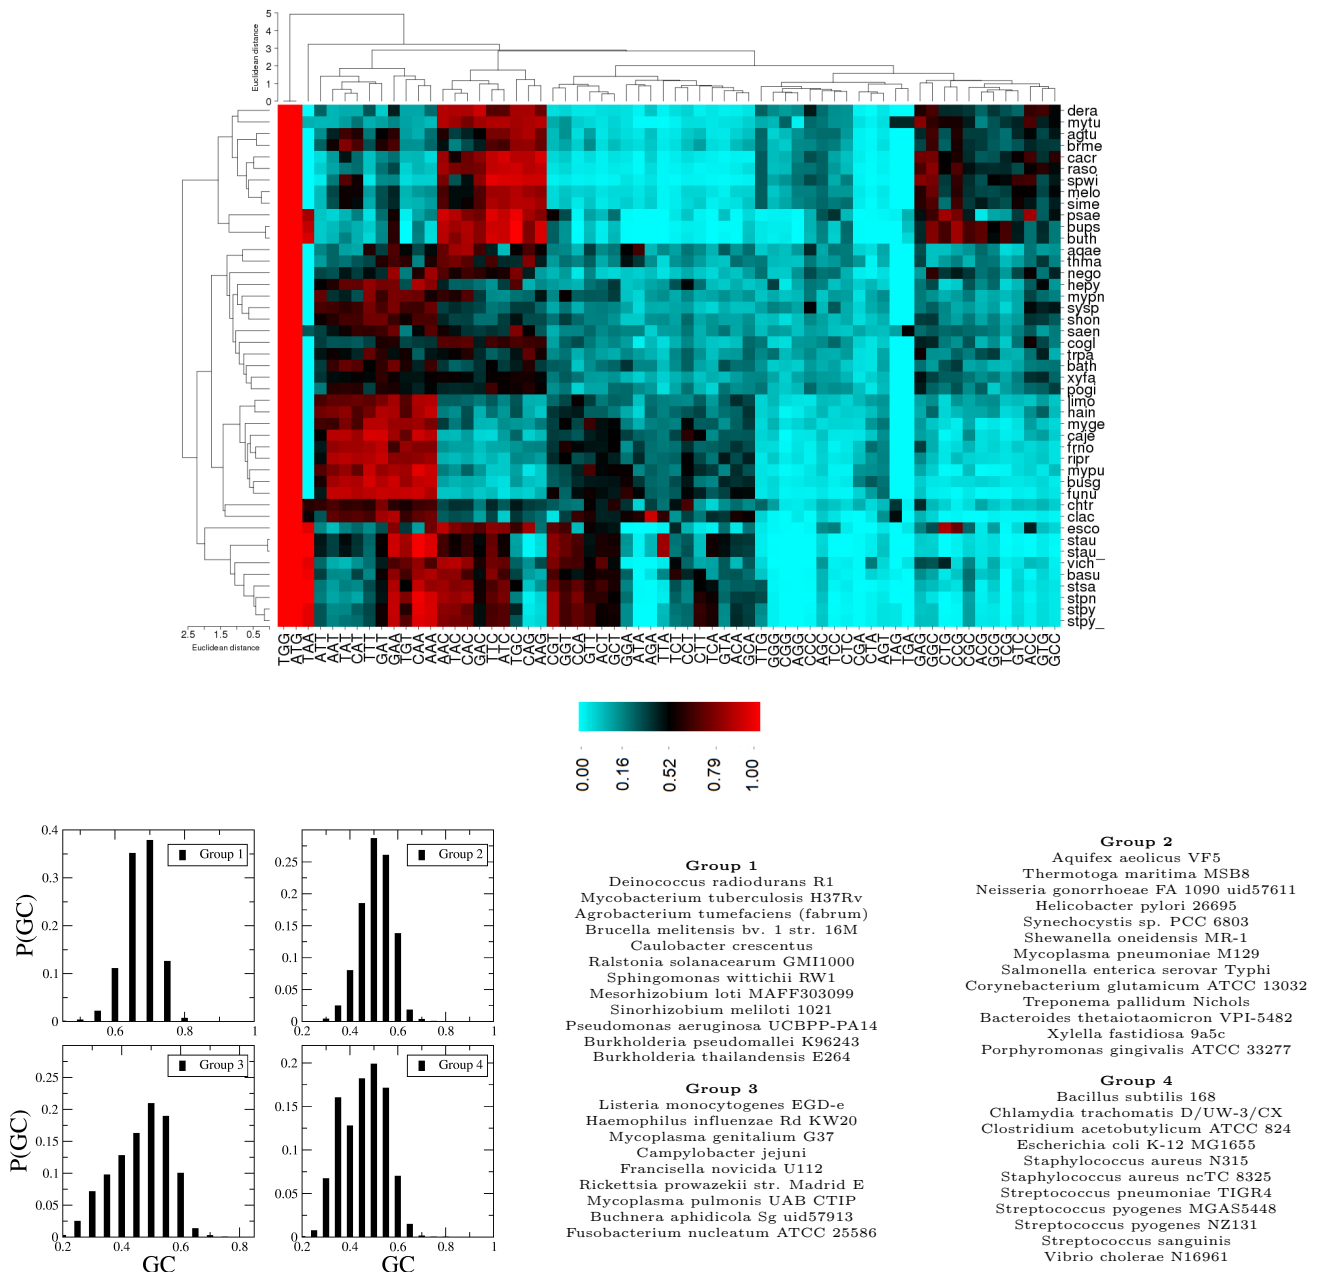 5
4
3
2
1
0
Euclidean distance
dera
mytu
agtu
brme
cacr
raso
spwi
melo
sime
psae
bups
buth
aqae
thma
nego
hepy
mypn
sysp
shon
saen
cogl
trpa
bath
xyfa
pogi
limo
hain
myge
caje
frno
ripr
mypu
busg
funu
chtr
clac
esco
stau
stau_
vich
basu
stsa
stpn
stpy
stpy_
2.5 1.5 0.5
Euclidean distance
TGG ATG TAA ATT AAT TAT CAT TTT GAT GAA TGT CAA AAA AAC TAC CAC GAC TTC ATC TGC CAG AAG CGT GGT CCA GTT ACT GCT GGA ATA AGA TTA TCT CCT CTT TCA GTA ACA GCA TTG GGG CGG AGG CCC AGC TCC CTC CGA CTA AGT TAG TGA GAG GGC CTG CCG CGC ACG GCG TCG GTC ACC GTG GCC
0.00 0.16 0.52 0.79 1.00
0.4
0.3
0.2
0.1
0
P(GC)
Group 1
0.6 0.8 1
0.25
0.2
0.15
0.1
0.05
0
Group 2
0.2 0.4 0.6 0.8 1
0.25
0.2
0.15
0.1
0.05
0
P(GC)
Group 3
0.2 0.4 0.6 0.8
GC
0.2
0.15
0.1
0.05
0
Group 4
0.2 0.4 0.6 0.8 1
GC
Group 1
Deinococcus radiodurans R1
Mycobacterium tuberculosis H37Rv
Agrobacterium tumefaciens (fabrum)
Brucella melitensis bv. 1 str. 16M
Caulobacter crescentus
Ralstonia solanacearum GMI1000
Sphingomonas wittichii RW1
Mesorhizobium loti MAFF303099
Sinorhizobium meliloti 1021
Pseudomonas aeruginosa UCBPP-PA14
Burkholderia pseudomallei K96243
Burkholderia thailandensis E264
Group 2
Aquifex aeolicus VF5
Thermotoga maritima MSB8
Neisseria gonorrhoeae FA 1090 uid57611
Helicobacter pylori 26695
Synechocystis sp. PCC 6803
Shewanella oneidensis MR-1
Mycoplasma pneumoniae M129
Salmonella enterica serovar Typhi
Corynebacterium glutamicum ATCC 13032
Treponema pallidum Nichols
Bacteroides thetaiotaomicron VPI-5482
Xylella fastidiosa 9a5c
Porphyromonas gingivalis ATCC 33277
Group 3
Listeria monocytogenes EGD-e
Haemophilus influenzae Rd KW20
Mycoplasma genitalium G37
Campylobacter jejuni
Francisella novicida U112
Rickettsia prowazekii str. Madrid E
Mycoplasma pulmonis UAB CTIP
Buchnera aphidicola Sg uid57913
Fusobacterium nucleatum ATCC 25586
Group 4
Bacillus subtilis 168
Chlamydia trachomatis D/UW-3/CX
Clostridium acetobutylicum ATCC 824
Escherichia coli K-12 MG1655
Staphylococcus aureus N315
Staphylococcus aureus ncTC 8325
Streptococcus pneumoniae TIGR4
Streptococcus pyogenes MGAS5448
Streptococcus pyogenes NZ131
Streptococcus sanguinis
Vibrio cholerae N16961